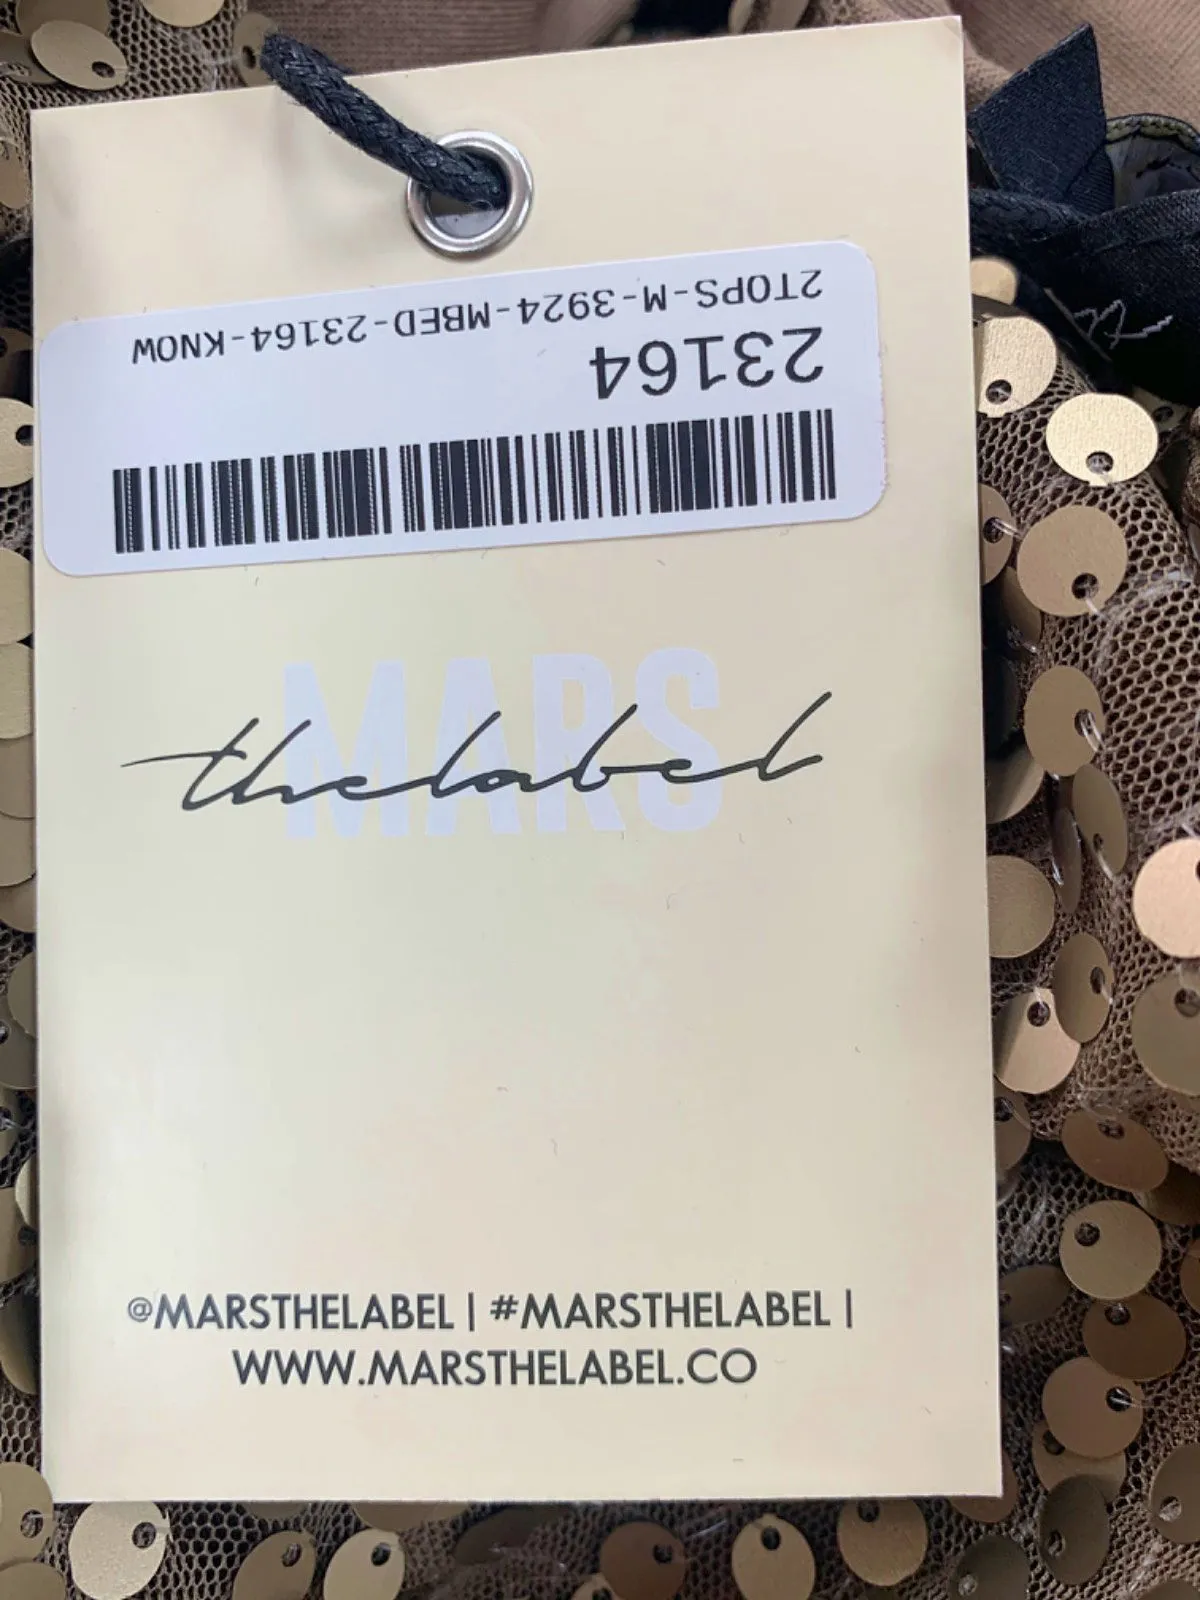 2TOPS-M-3924-MBED-23164-KNOW
23164
MARS
thelabel
@MARSTHELABEL | #MARSTHELABEL |
WWW.MARSTHELABEL.CO